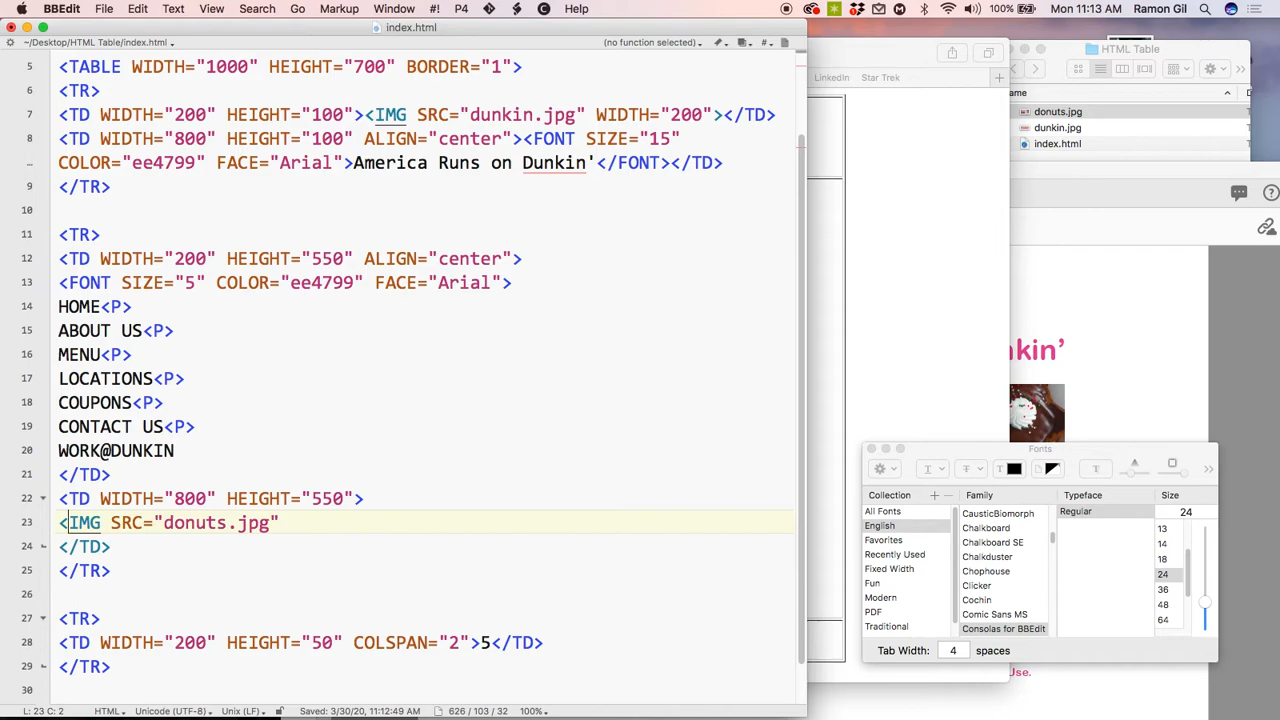 BBEdit File Edit Text View Search Go Markup Window #! P4 Help
100% Mon 11:13 AM Ramon Gil
index.html
~/Desktop/HTML Table/index.html
(no function selected)
5 <TABLE WIDTH="1000" HEIGHT="700" BORDER="1">
6 <TR>
7 <TD WIDTH="200" HEIGHT="100"><IMG SRC="dunkin.jpg" WIDTH="200"></TD>
8 <TD WIDTH="800" HEIGHT="100" ALIGN="center"><FONT SIZE="15"
COLOR="ee4799" FACE="Arial">America Runs on Dunkin'</FONT></TD>
9 </TR>
10
11 <TR>
12 <TD WIDTH="200" HEIGHT="550" ALIGN="center">
13 <FONT SIZE="5" COLOR="ee4799" FACE="Arial">
14 HOME<P>
15 ABOUT US<P>
16 MENU<P>
17 LOCATIONS<P>
18 COUPONS<P>
19 CONTACT US<P>
20 WORK@DUNKIN
21 </TD>
22 <TD WIDTH="800" HEIGHT="550">
23 <IMG SRC="donuts.jpg"
24 </TD>
25 </TR>
26
27 <TR>
28 <TD WIDTH="200" HEIGHT="50" COLSPAN="2">5</TD>
29 </TR>
30
L: 23 C: 2 HTML Unicode (UTF-8) Unix (LF) Saved: 3/30/20, 11:12:49 AM 626 / 103 / 32 100%
LinkedIn Star Trek
HTML Table
ame
donuts.jpg
dunkin.jpg
index.html
nkin'
Use.
Fonts
Collection
Family
Typeface
Size
All Fonts
English
Favorites
Recently Used
Fixed Width
Fun
Modern
PDF
Traditional
CausticBiomorph
Chalkboard
Chalkboard SE
Chalkduster
Chophouse
Clicker
Cochin
Comic Sans MS
Consolas for BBEdit
Regular
24
13
14
18
24
36
48
64
Tab Width: 4 spaces